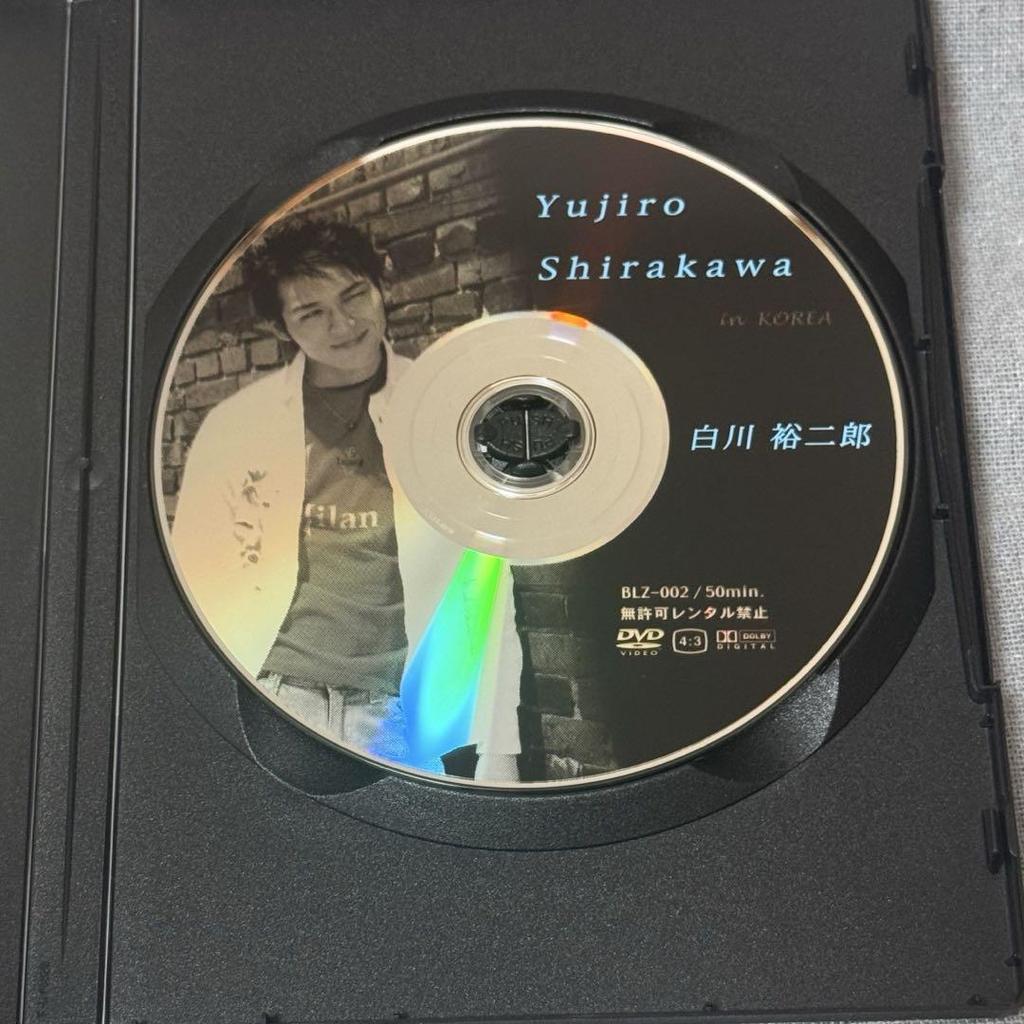 Yujiro
Shirakawa
in KOREA
白川 裕二郎
filan
BLZ-002 / 50min.
無許可レンタル禁止
DVD VIDEO 4:3 DOLBY DIGITAL